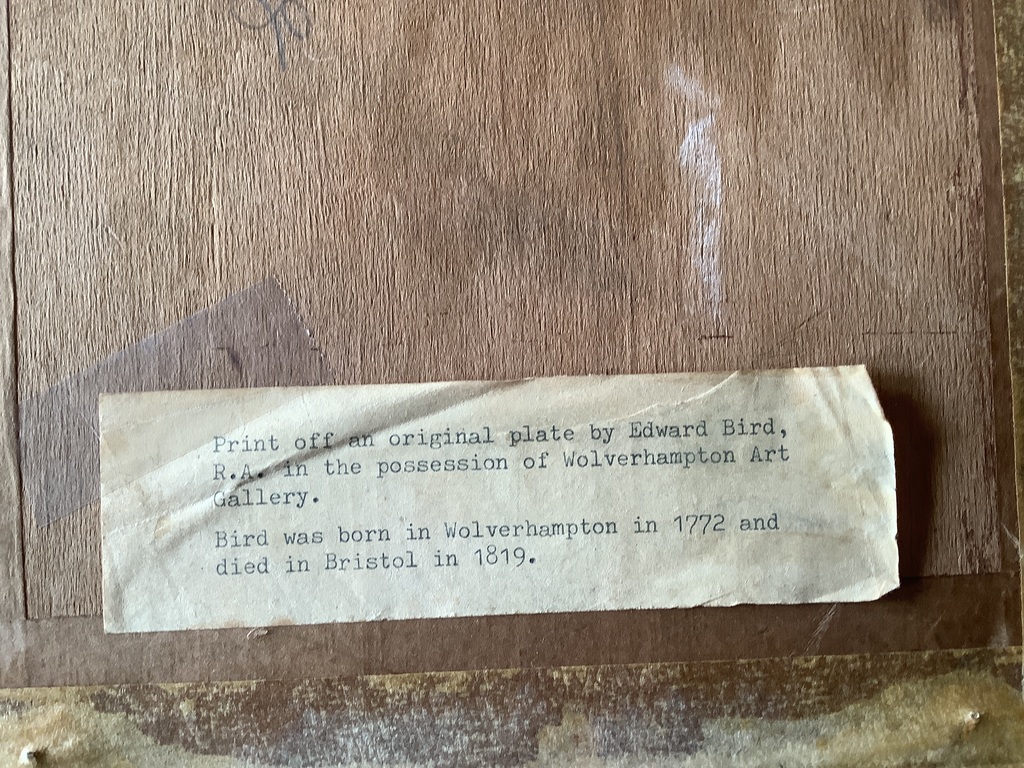 Print off an original plate by Edward Bird,
R.A. in the possession of Wolverhampton Art
Gallery.
Bird was born in Wolverhampton in 1772 and
died in Bristol in 1819.